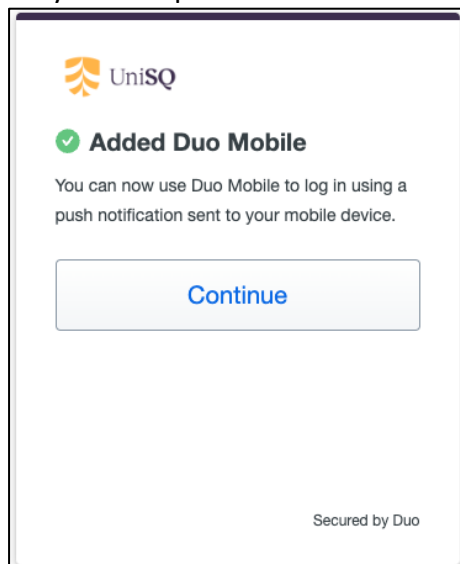 UniSQ
Added Duo Mobile
You can now use Duo Mobile to log in using a
push notification sent to your mobile device.
Continue
Secured by Duo